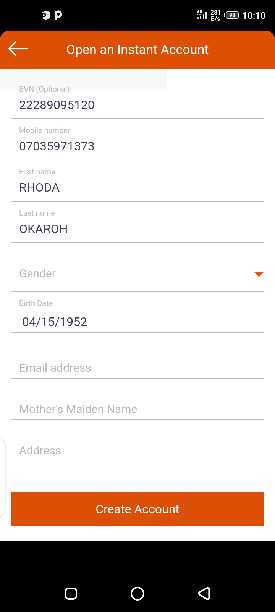 10:10
Open an Instant Account
BVN (Optional)
22289095120
Mobile number
07035971373
First name
RHODA
Last name
OKAROH
Gender
Birth Date
04/15/1952
Email address
Mother's Maiden Name
Address
Create Account